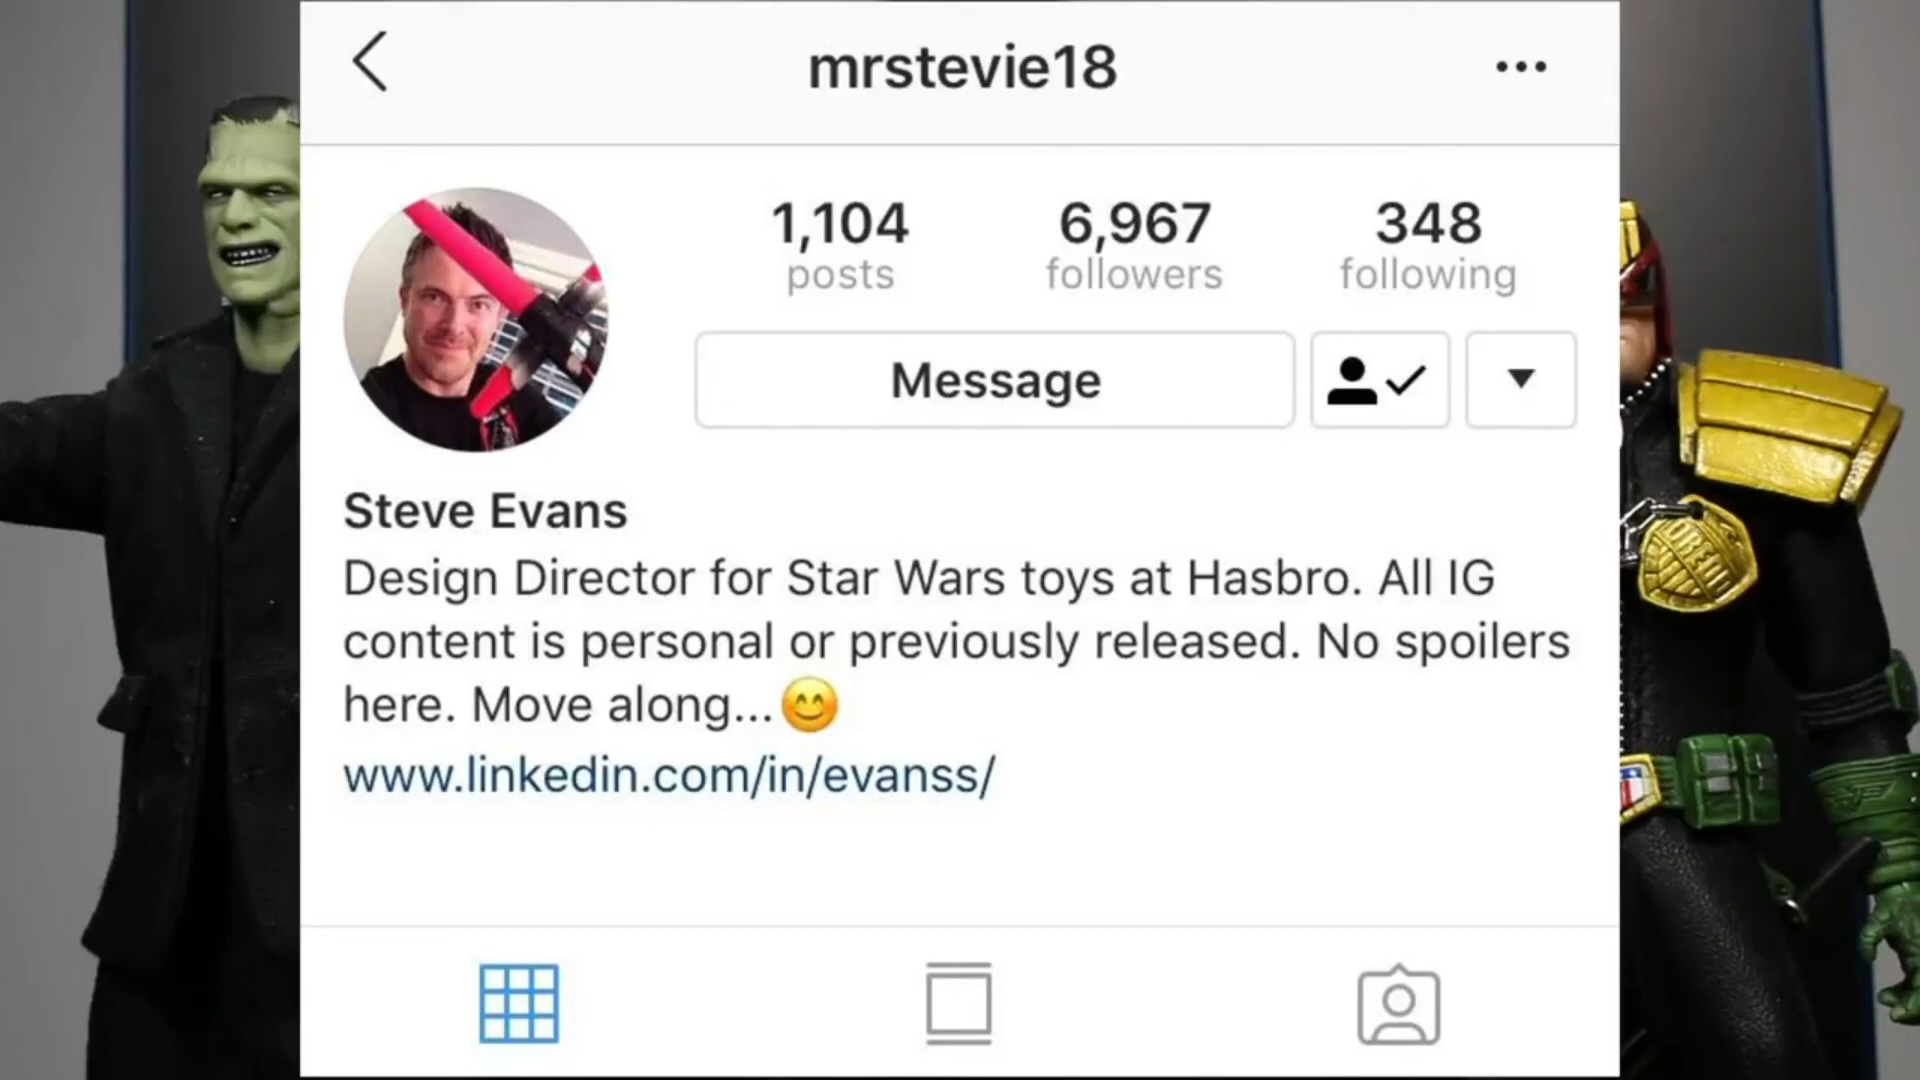 mrstevie18
1,104 6,967 348
posts followers following
Message
Steve Evans
Design Director for Star Wars toys at Hasbro. All IG
content is personal or previously released. No spoilers
here. Move along...😊
www.linkedin.com/in/evanss/